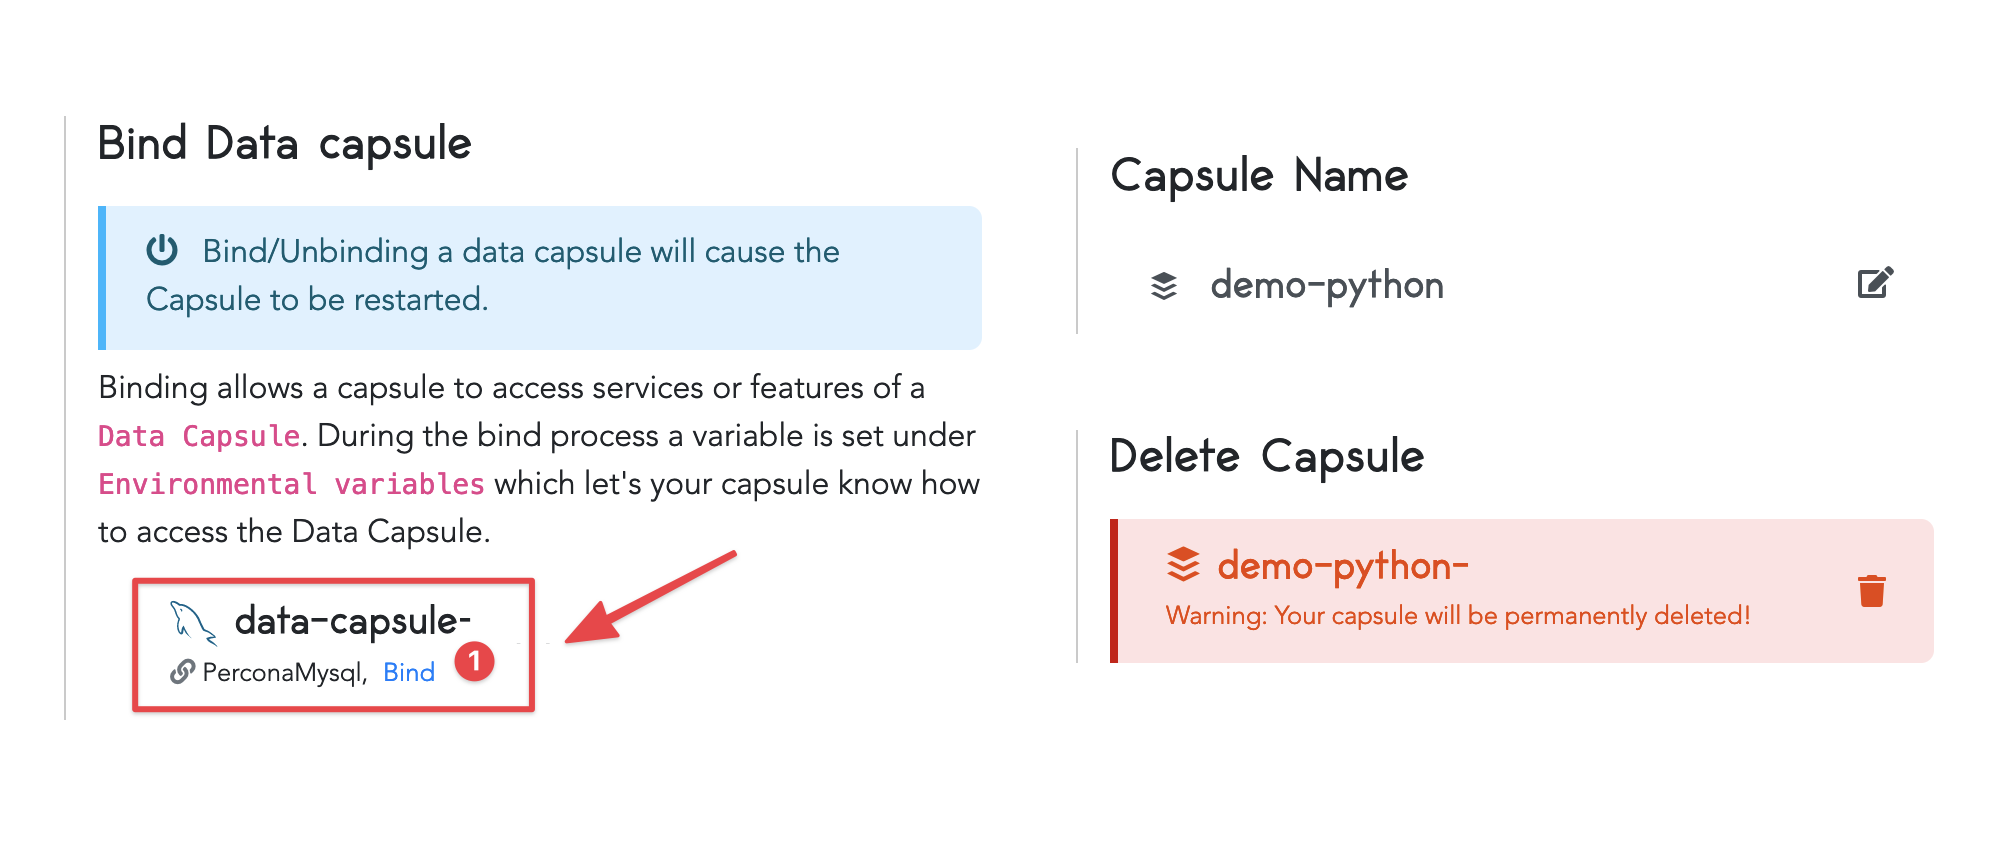 Bind Data capsule
Bind/Unbinding a data capsule will cause the
Capsule to be restarted.
Binding allows a capsule to access services or features of a
Data Capsule. During the bind process a variable is set under
Environmental variables which let's your capsule know how
to access the Data Capsule.
data-capsule-
PerconaMysql, Bind
1
Capsule Name
demo-python
Delete Capsule
demo-python-
Warning: Your capsule will be permanently deleted!